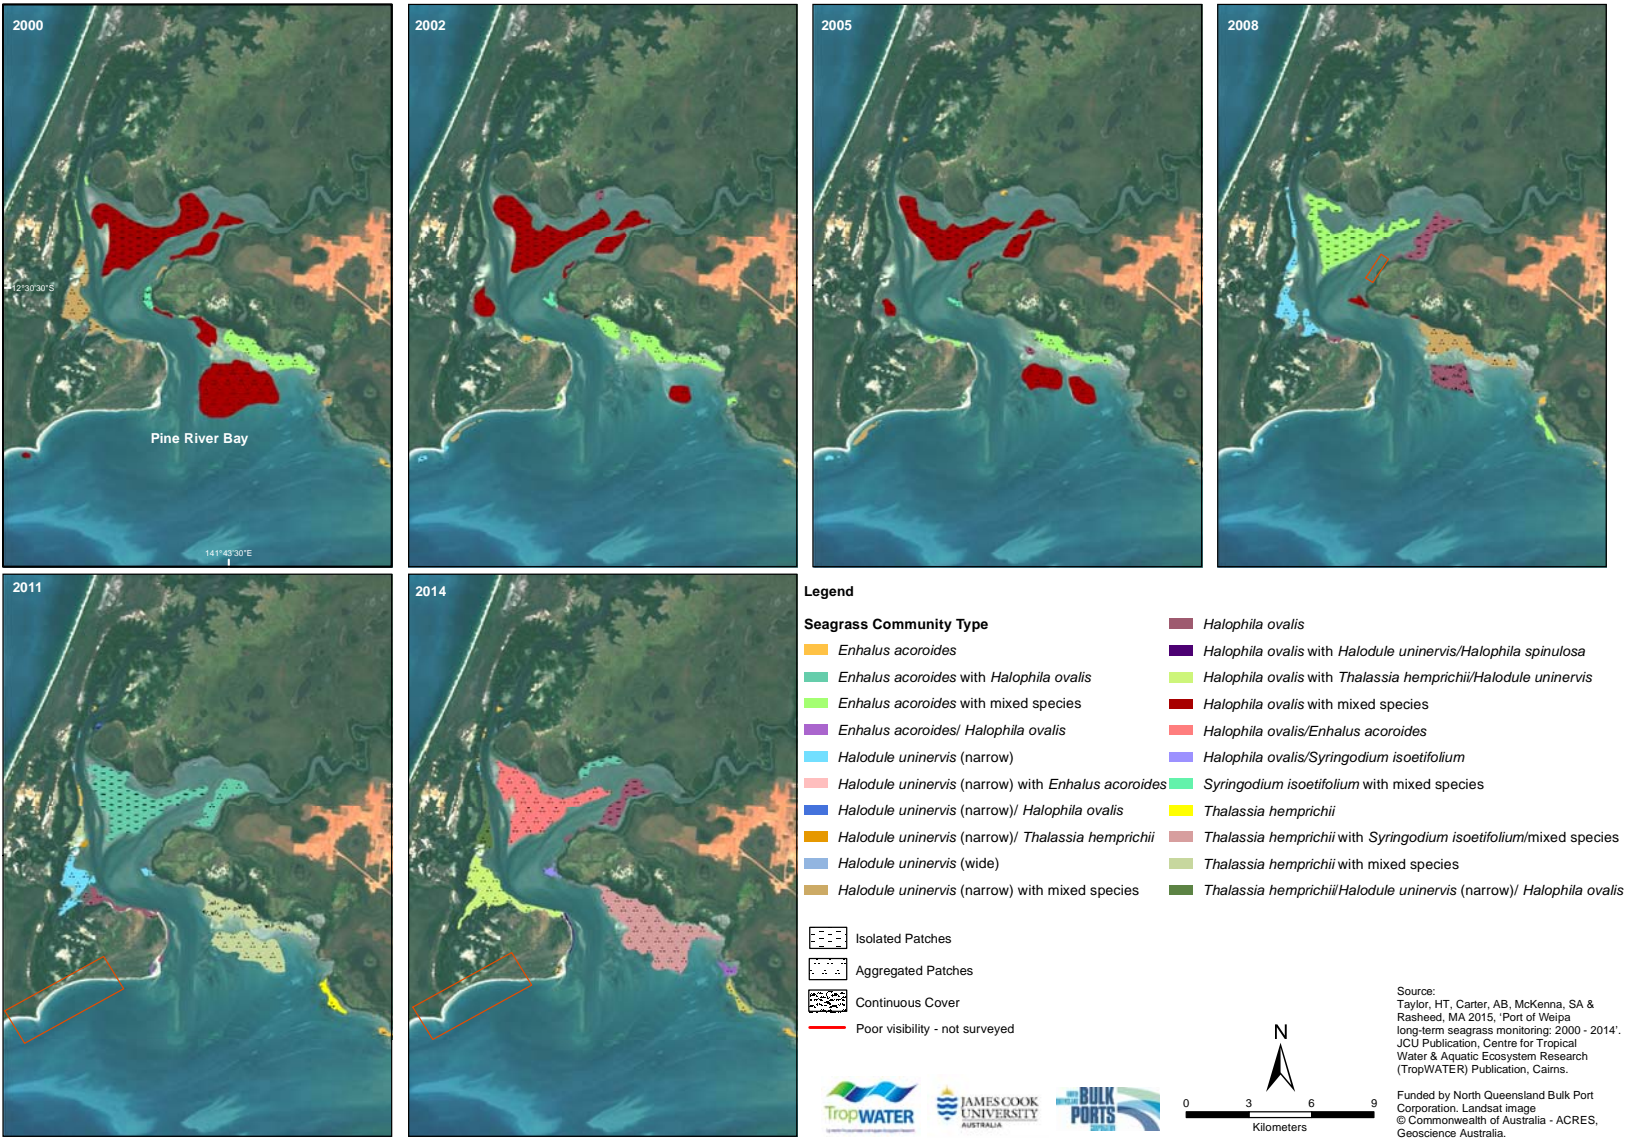 2000
2002
2005
2008
12°30'30"S
Pine River Bay
141°43'30"E
2011
2014
Legend
Seagrass Community Type
Enhalus acoroides
Enhalus acoroides with Halophila ovalis
Enhalus acoroides with mixed species
Enhalus acoroides/ Halophila ovalis
Halodule uninervis (narrow)
Halodule uninervis (narrow) with Enhalus acoroides
Halodule uninervis (narrow)/ Halophila ovalis
Halodule uninervis (narrow)/ Thalassia hemprichii
Halodule uninervis (wide)
Halodule uninervis (narrow) with mixed species
Halophila ovalis
Halophila ovalis with Halodule uninervis/Halophila spinulosa
Halophila ovalis with Thalassia hemprichii/Halodule uninervis
Halophila ovalis with mixed species
Halophila ovalis/Enhalus acoroides
Halophila ovalis/Syringodium isoetifolium
Syringodium isoetifolium with mixed species
Thalassia hemprichii
Thalassia hemprichii with Syringodium isoetifolium/mixed species
Thalassia hemprichii with mixed species
Thalassia hemprichii/Halodule uninervis (narrow)/ Halophila ovalis
Isolated Patches
Aggregated Patches
Continuous Cover
Poor visibility - not surveyed
TropWATER
JAMES COOK
UNIVERSITY
AUSTRALIA
BULK
PORTS
N
0 3 6 9
Kilometers
Source:
Taylor, HT, Carter, AB, McKenna, SA &
Rasheed, MA 2015, 'Port of Weipa
long-term seagrass monitoring: 2000 - 2014'.
JCU Publication, Centre for Tropical
Water & Aquatic Ecosystem Research
(TropWATER) Publication, Cairns.
Funded by North Queensland Bulk Port
Corporation. Landsat image
© Commonwealth of Australia - ACRES,
Geoscience Australia.